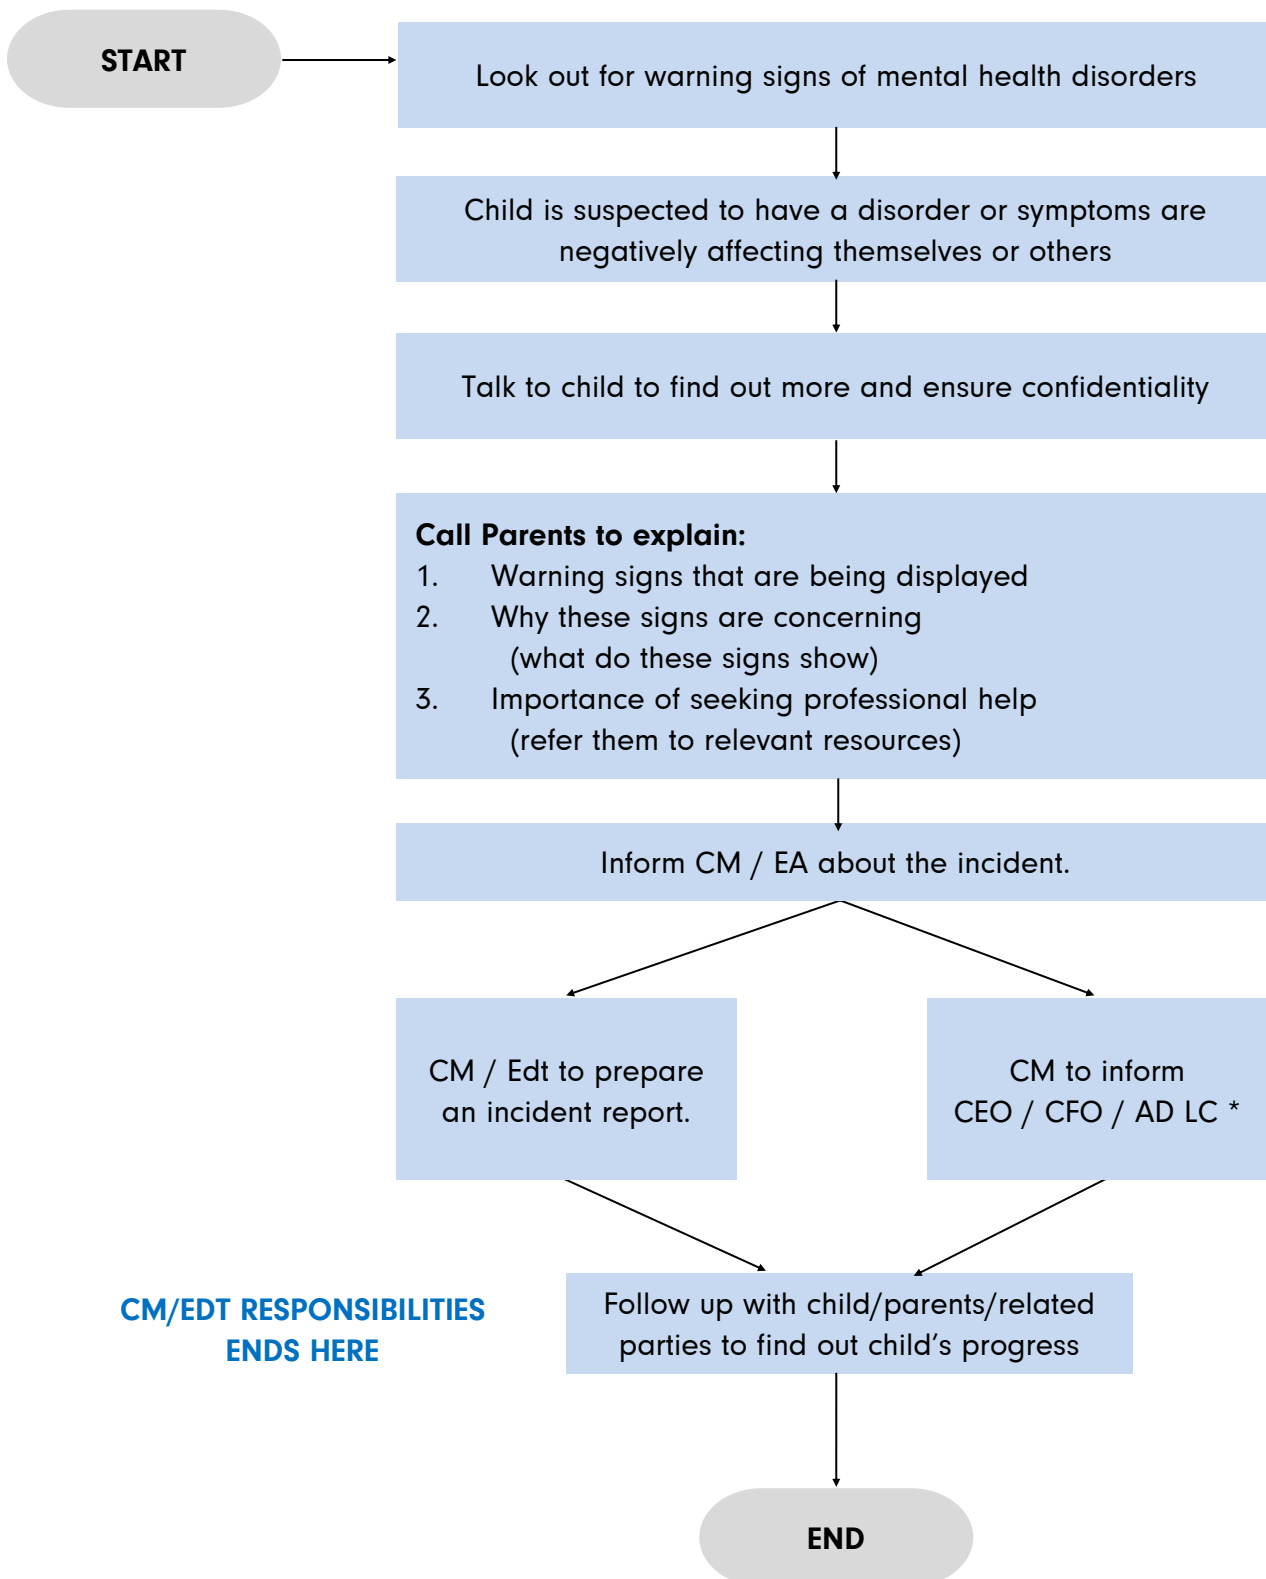 START
Look out for warning signs of mental health disorders
Child is suspected to have a disorder or symptoms are
negatively affecting themselves or others
Talk to child to find out more and ensure confidentiality
Call Parents to explain:
1. Warning signs that are being displayed
2. Why these signs are concerning
(what do these signs show)
3. Importance of seeking professional help
(refer them to relevant resources)
Inform CM / EA about the incident.
CM / Edt to prepare
an incident report.
CM to inform
CEO / CFO / AD LC *
CM/EDT RESPONSIBILITIES
ENDS HERE
Follow up with child/parents/related
parties to find out child’s progress
END